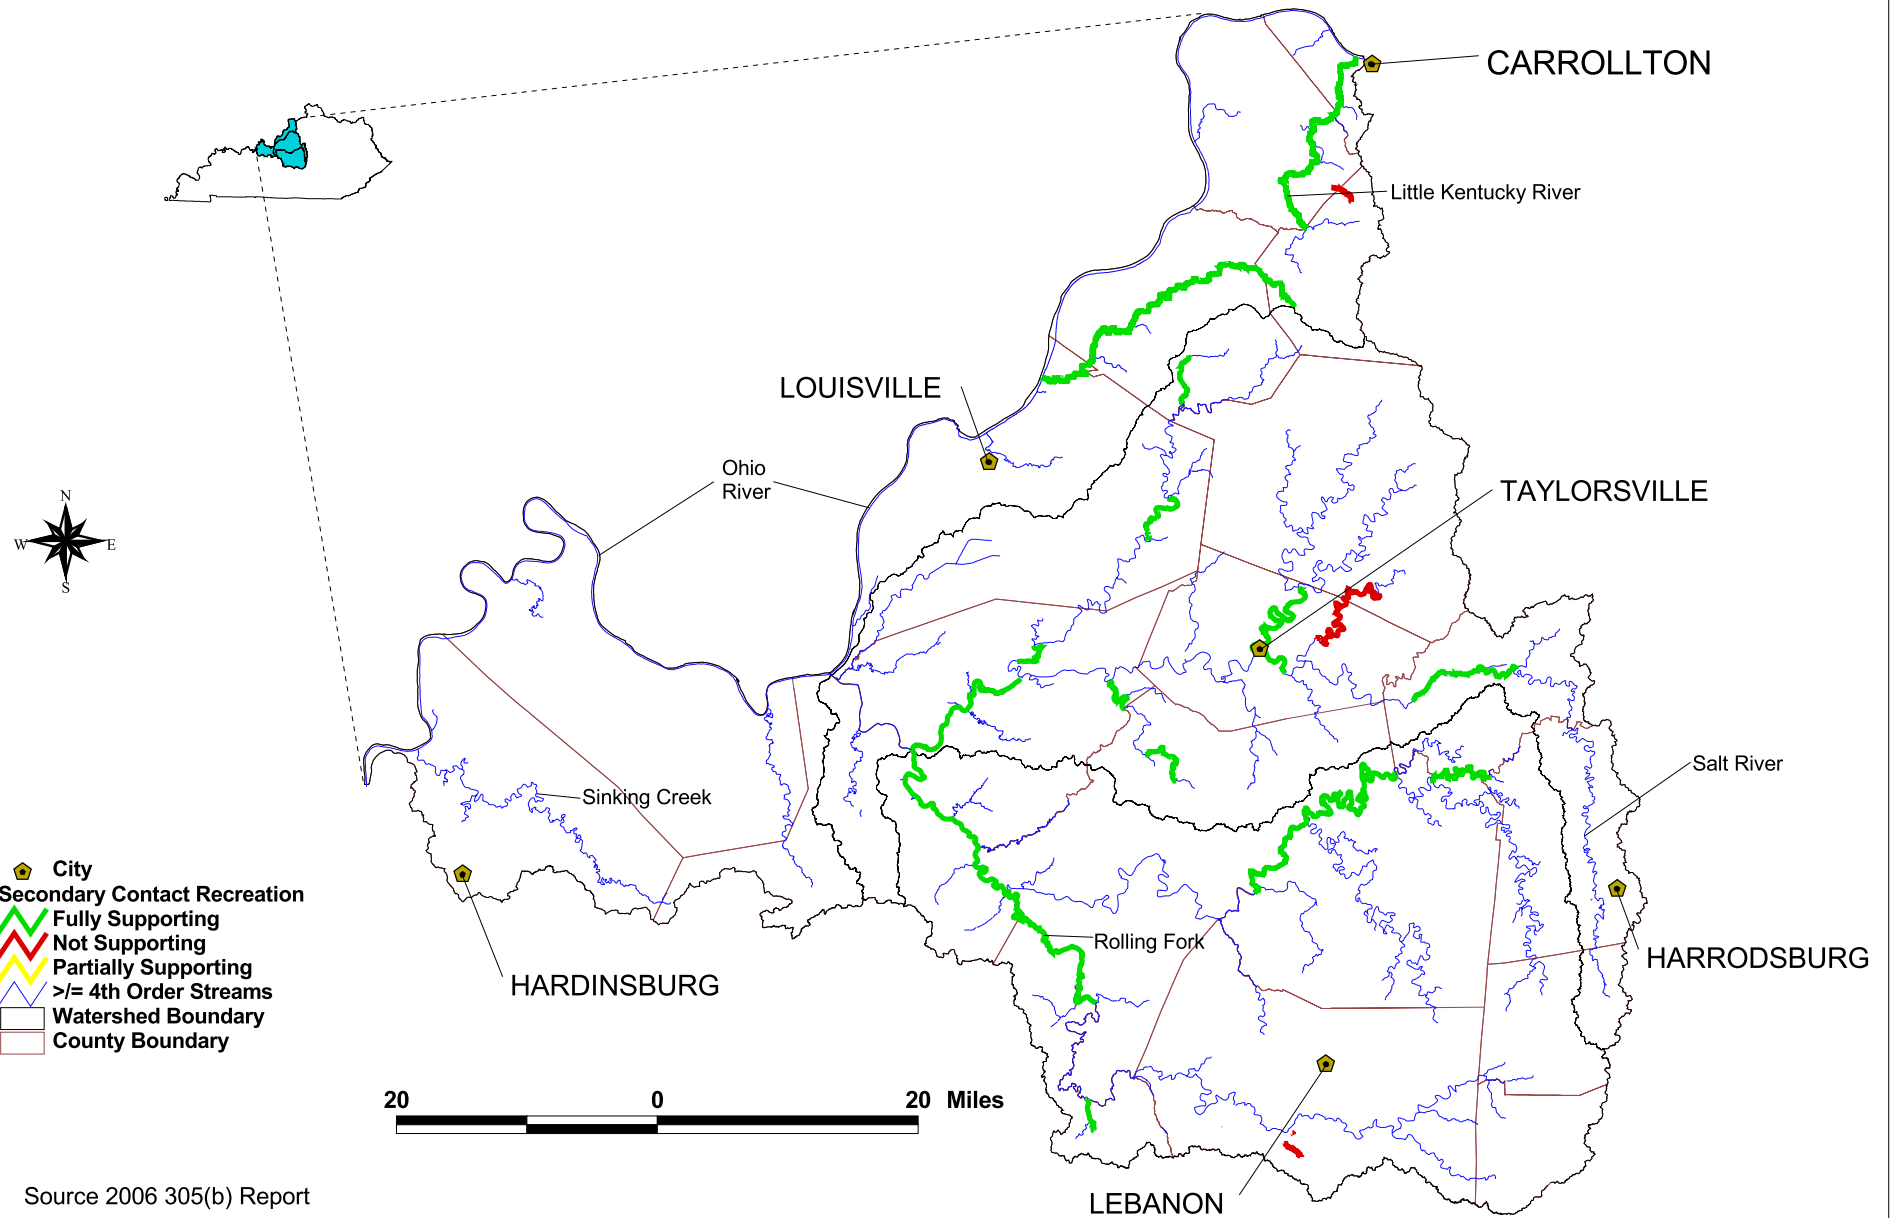 CARROLLTON
Little Kentucky River
LOUISVILLE
Ohio
River
TAYLORSVILLE
N
W
E
S
Salt River
Sinking Creek
City
Secondary Contact Recreation
Fully Supporting
Not Supporting
Partially Supporting
>/= 4th Order Streams
Watershed Boundary
County Boundary
Rolling Fork
HARRODSBURG
HARDINSBURG
20 0 20 Miles
Source 2006 305(b) Report
LEBANON